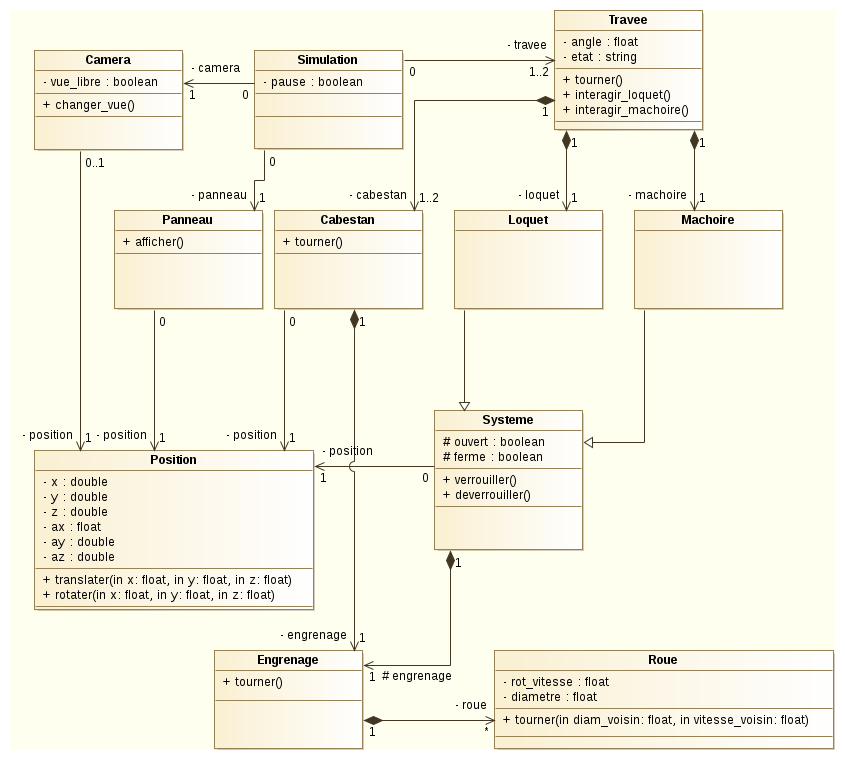 Travee
- angle : float
- etat : string
+ tourner()
+ interagir_loquet()
+ interagir_machoire()
- travee
0
1..2
Camera
- vue_libre : boolean
+ changer_vue()
- camera
1
0
Simulation
- pause : boolean
0..1
0
1
1
1
- panneau
1
- cabestan
1..2
- loquet
1
- machoire
1
Panneau
+ afficher()
Cabestan
+ tourner()
Loquet
Machoire
0
0
1
- position
1
- position
1
- position
1
- position
1
0
Systeme
# ouvert : boolean
# ferme : boolean
+ verrouiller()
+ deverrouiller()
Position
- x : double
- y : double
- z : double
- ax : float
- ay : double
- az : double
+ translater(in x: float, in y: float, in z: float)
+ rotater(in x: float, in y: float, in z: float)
1
- engrenage
1
1
# engrenage
Engrenage
+ tourner()
1
- roue
*
Roue
- rot_vitesse : float
- diametre : float
+ tourner(in diam_voisin: float, in vitesse_voisin: float)